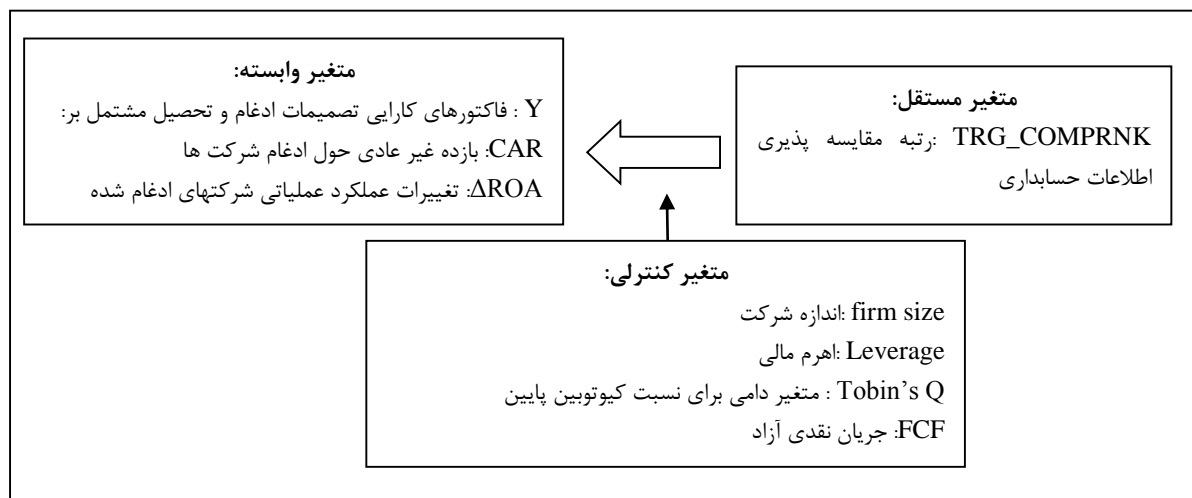 متغیر مستقل:
TRG_COMPRNK :رتبه مقایسه پذیری
اطلاعات حسابداری
متغیر وابسته:
Y : فاکتورهای کارایی تصمیمات ادغام و تحصیل مشتمل بر:
CAR: بازده غیر عادی حول ادغام شرکت ها
ΔROA: تغییرات عملکرد عملیاتی شرکتهای ادغام شده
متغیر کنترلی:
firm size :اندازه شرکت
Leverage :اهرم مالی
Tobin’s Q : متغیر دامی برای نسبت کیوتوبین پایین
FCF: جریان نقدی آزاد